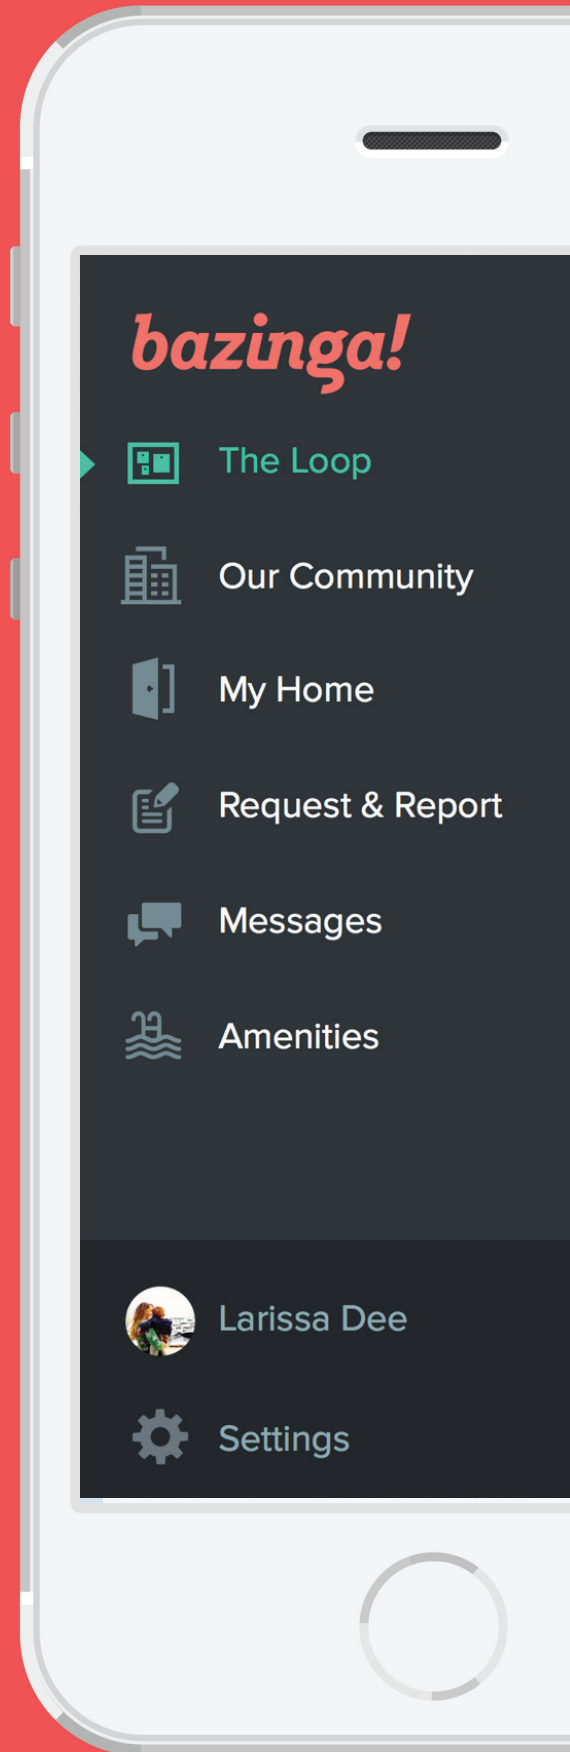 bazinga!
The Loop
Our Community
My Home
Request & Report
Messages
Amenities
Larissa Dee
Settings